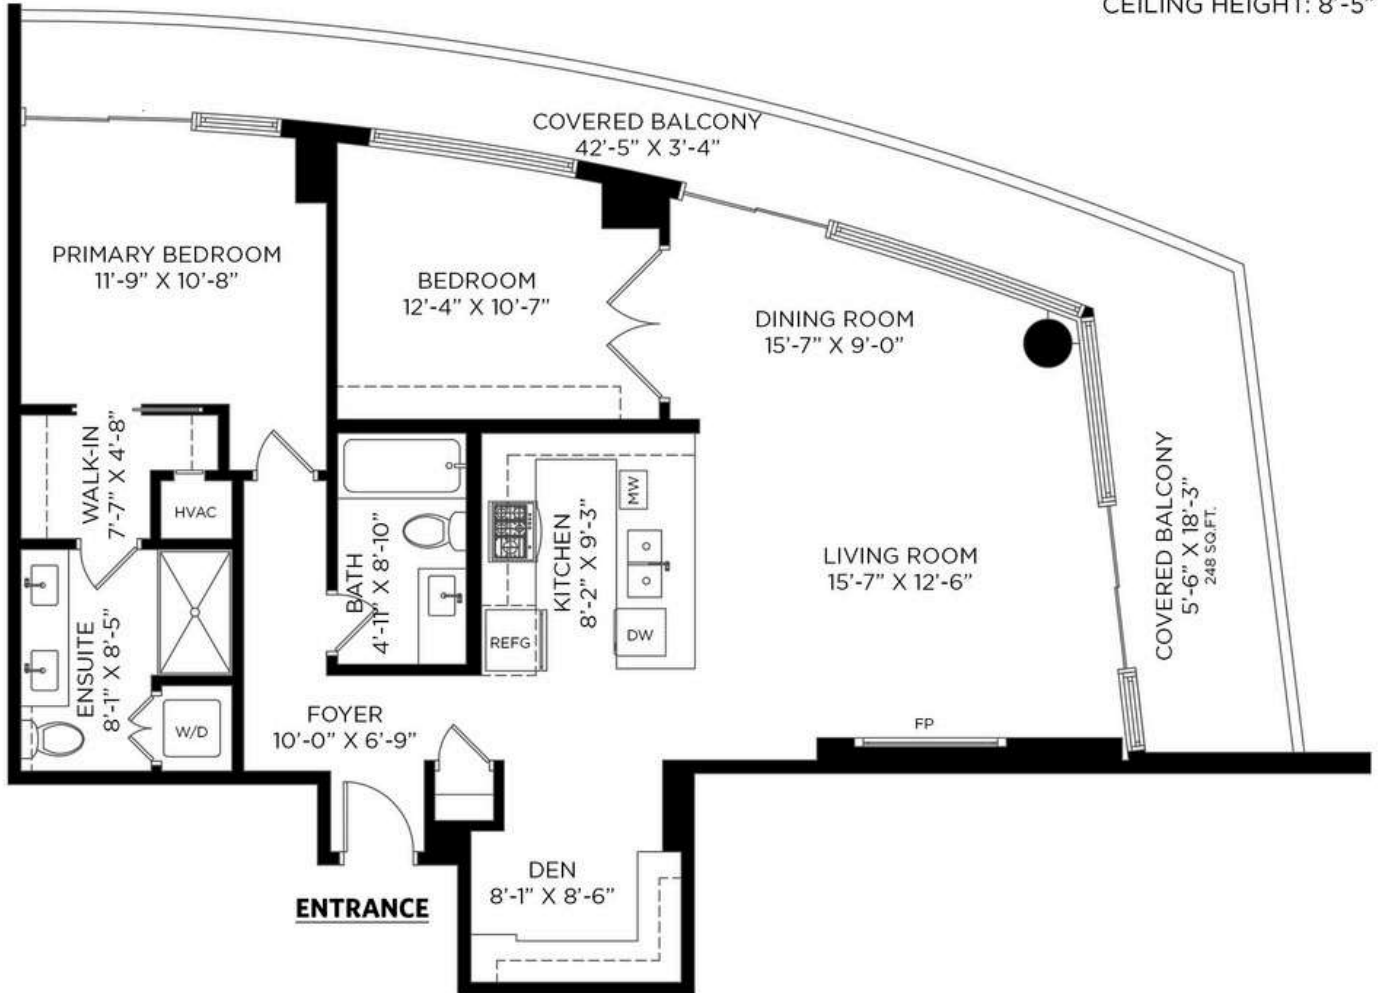 CEILING HEIGHT: 8'-5"
COVERED BALCONY
42'-5" X 3'-4"
PRIMARY BEDROOM
11'-9" X 10'-8"
BEDROOM
12'-4" X 10'-7"
DINING ROOM
15'-7" X 9'-0"
WALK-IN
7'-7" X 4'-8"
HVAC
BATH
4'-11" X 8'-10"
KITCHEN
8'-2" X 9'-3"
MW
REFG
DW
LIVING ROOM
15'-7" X 12'-6"
COVERED BALCONY
5'-6" X 18'-3"
248 SQ.FT.
ENSUITE
8'-1" X 8'-5"
W/D
FOYER
10'-0" X 6'-9"
FP
DEN
8'-1" X 8'-6"
ENTRANCE